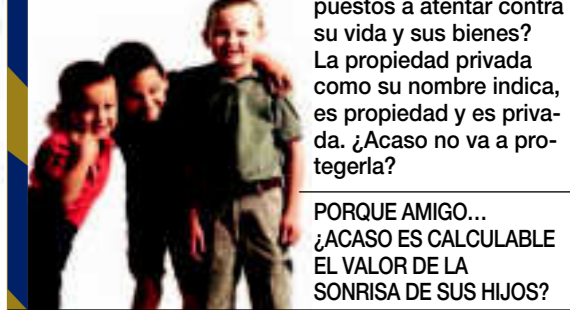 puestos a atentar contra
su vida y sus bienes?
La propiedad privada
como su nombre indica,
es propiedad y es priva-
da. ¿Acaso no va a pro-
tegerla?
PORQUE AMIGO…
¿ACASO ES CALCULABLE
EL VALOR DE LA
SONRISA DE SUS HIJOS?